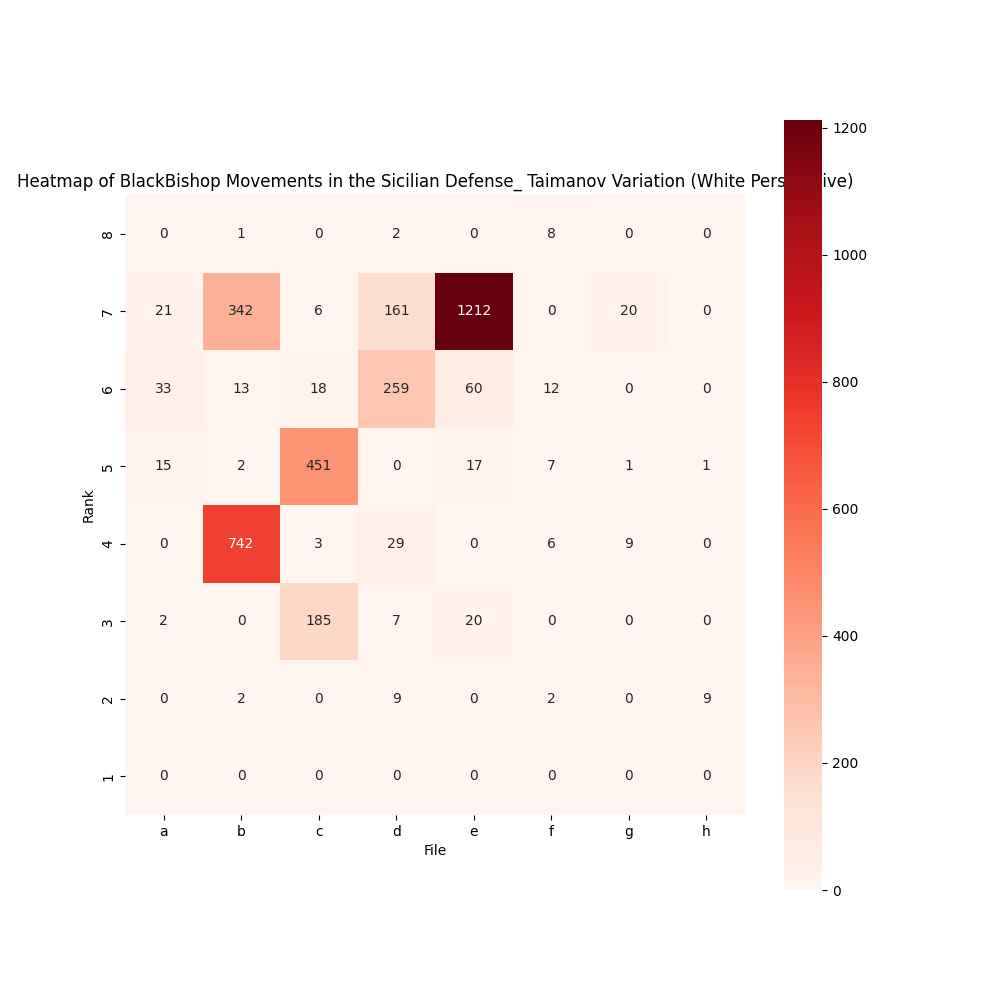 Heatmap of BlackBishop Movements in the Sicilian Defense_ Taimanov Variation (White Pers    ive)
1200
1000
800
600
400
200
0
Rank
8 0 1 0 2 0 8 0 0
7 21 342 6 161 1212 0 20 0
6 33 13 18 259 60 12 0 0
5 15 2 451 0 17 7 1 1
4 0 742 3 29 0 6 9 0
3 2 0 185 7 20 0 0 0
2 0 2 0 9 0 2 0 9
1 0 0 0 0 0 0 0 0
a b c d e f g h
File